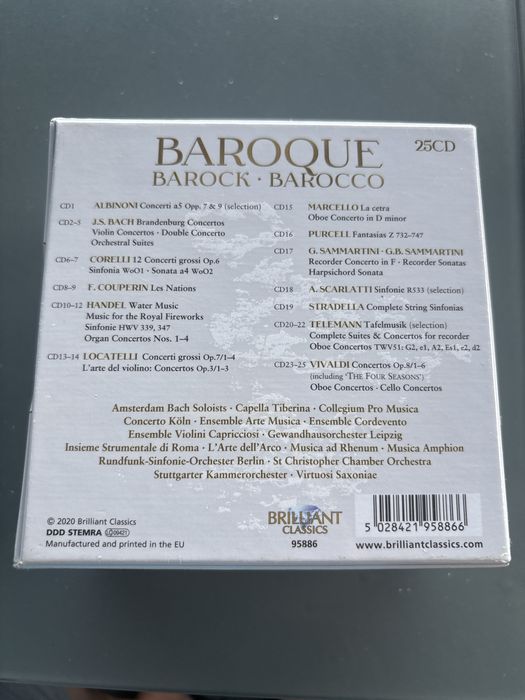 BAROQUE
25CD
BAROCK · BAROCCO
CD1 ALBINONI Concerti a5 Opp. 7 & 9 (selection)
CD2–5 J.S. BACH Brandenburg Concertos
Violin Concertos · Double Concerto
Orchestral Suites
CD6–7 CORELLI 12 Concerti grossi Op.6
Sinfonia WoO1 · Sonata a4 WoO2
CD8–9 F. COUPERIN Les Nations
CD10–12 HANDEL Water Music
Music for the Royal Fireworks
Sinfonie HWV 339, 347
Organ Concertos Nos. 1–4
CD13–14 LOCATELLI Concerti grossi Op.7/1–4
L'arte del violino: Concertos Op.3/1–3
CD15 MARCELLO La cetra
Oboe Concerto in D minor
CD16 PURCELL Fantasias Z 732–747
CD17 G. SAMMARTINI · G.B. SAMMARTINI
Recorder Concerto in F · Recorder Sonatas
Harpsichord Sonata
CD18 A. SCARLATTI Sinfonie R533 (selection)
CD19 STRADELLA Complete String Sinfonias
CD20–22 TELEMANN Tafelmusik (selection)
Complete Suites & Concertos for recorder
Oboe Concertos TWV51: G2, e1, A2, Es1, c2, d2
CD23–25 VIVALDI Concertos Op.8/1–6
(including 'THE FOUR SEASONS')
Oboe Concertos · Cello Concertos
Amsterdam Bach Soloists · Capella Tiberina · Collegium Pro Musica
Concerto Köln · Ensemble Arte Musica · Ensemble Cordevento
Ensemble Violini Capricciosi · Gewandhausorchester Leipzig
Insieme Strumentale di Roma · L'Arte dell'Arco · Musica ad Rhenum · Musica Amphion
Rundfunk-Sinfonie-Orchester Berlin · St Christopher Chamber Orchestra
Stuttgarter Kammerorchester · Virtuosi Saxoniae
© 2020 Brilliant Classics
DDD STEMRA LC 09421
Manufactured and printed in the EU
BRILLIANT
CLASSICS
95886
5 028421 958866
www.brilliantclassics.com